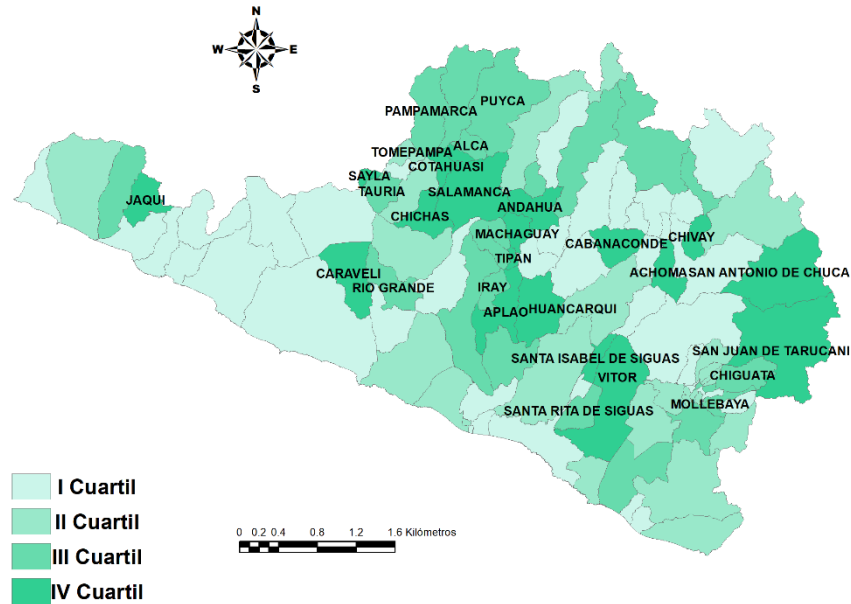 N
W E
S
PUYCA
PAMPAMARCA
ALCA
TOMEPAMPA
COTAHUASI
SAYLA
TAURIA
SALAMANCA
JAQUI
ANDAHUA
CHICHAS
MACHAGUAY
CHIVAY
CABANACONDE
TIPAN
CARAVELI
ACHOMA
SAN ANTONIO DE CHUCA
RIO GRANDE
IRAY
APLAO
HUANCARQUI
SANTA ISABEL DE SIGUAS
SAN JUAN DE TARUCANI
VITOR
CHIGUATA
SANTA RITA DE SIGUAS
MOLLEBAYA
I Cuartil
II Cuartil
III Cuartil
IV Cuartil
0 0.2 0.4 0.8 1.2 1.6 Kilómetros